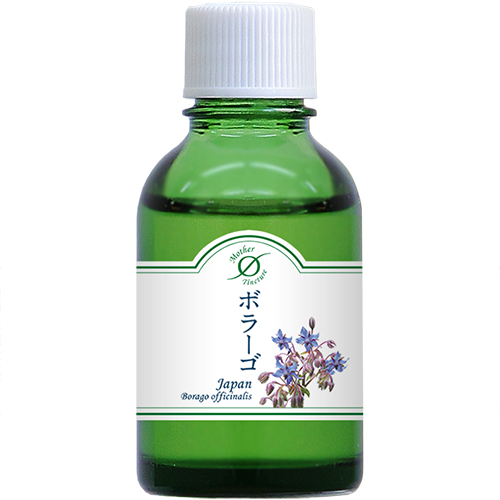 Mother
Tincture
ボラーゴ
Japan
Borago officinalis